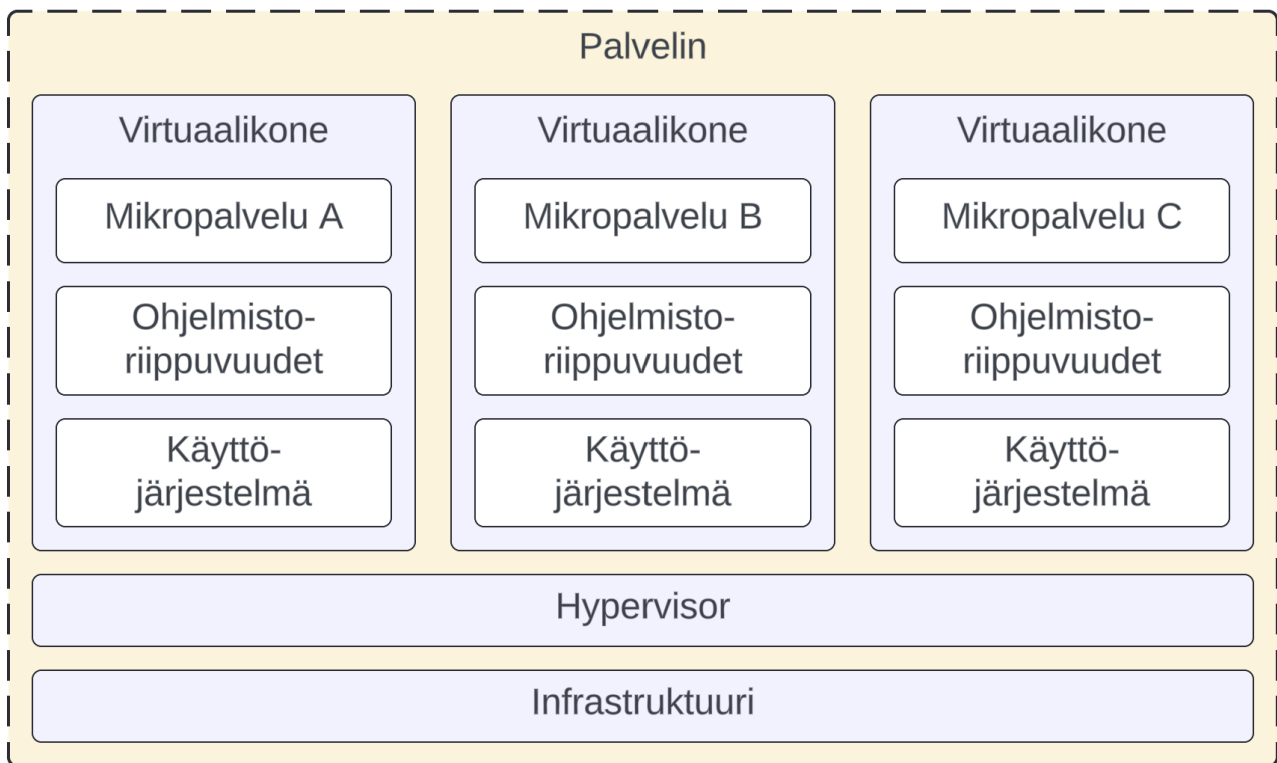 Palvelin
Virtuaalikone
Mikropalvelu A
Ohjelmisto-
riippuvuudet
Käyttö-
järjestelmä
Virtuaalikone
Mikropalvelu B
Ohjelmisto-
riippuvuudet
Käyttö-
järjestelmä
Virtuaalikone
Mikropalvelu C
Ohjelmisto-
riippuvuudet
Käyttö-
järjestelmä
Hypervisor
Infrastruktuuri